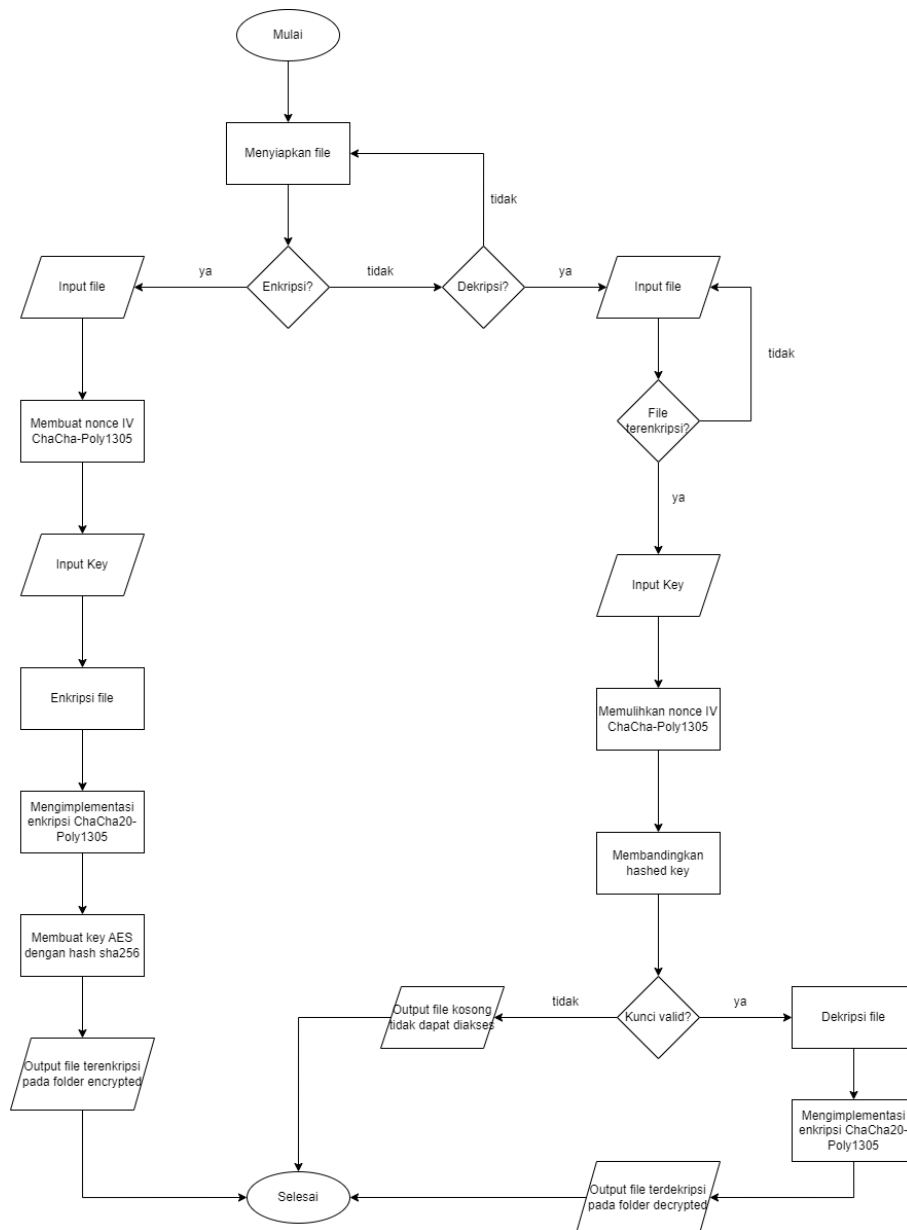 Mulai
Menyiapkan file
tidak
Input file
ya
Enkripsi?
tidak
Dekripsi?
ya
Input file
tidak
Membuat nonce IV
ChaCha-Poly1305
File
terenkripsi?
ya
Input Key
Input Key
Enkripsi file
Memulihkan nonce IV
ChaCha-Poly1305
Mengimplementasi
enkripsi ChaCha20-
Poly1305
Membandingkan
hashed key
Membuat key AES
dengan hash sha256
Output file kosong
tidak dapat diakses
tidak
Kunci valid?
ya
Dekripsi file
Output file terenkripsi
pada folder encrypted
Mengimplementasi
enkripsi ChaCha20-
Poly1305
Selesai
Output file terdekripsi
pada folder decrypted